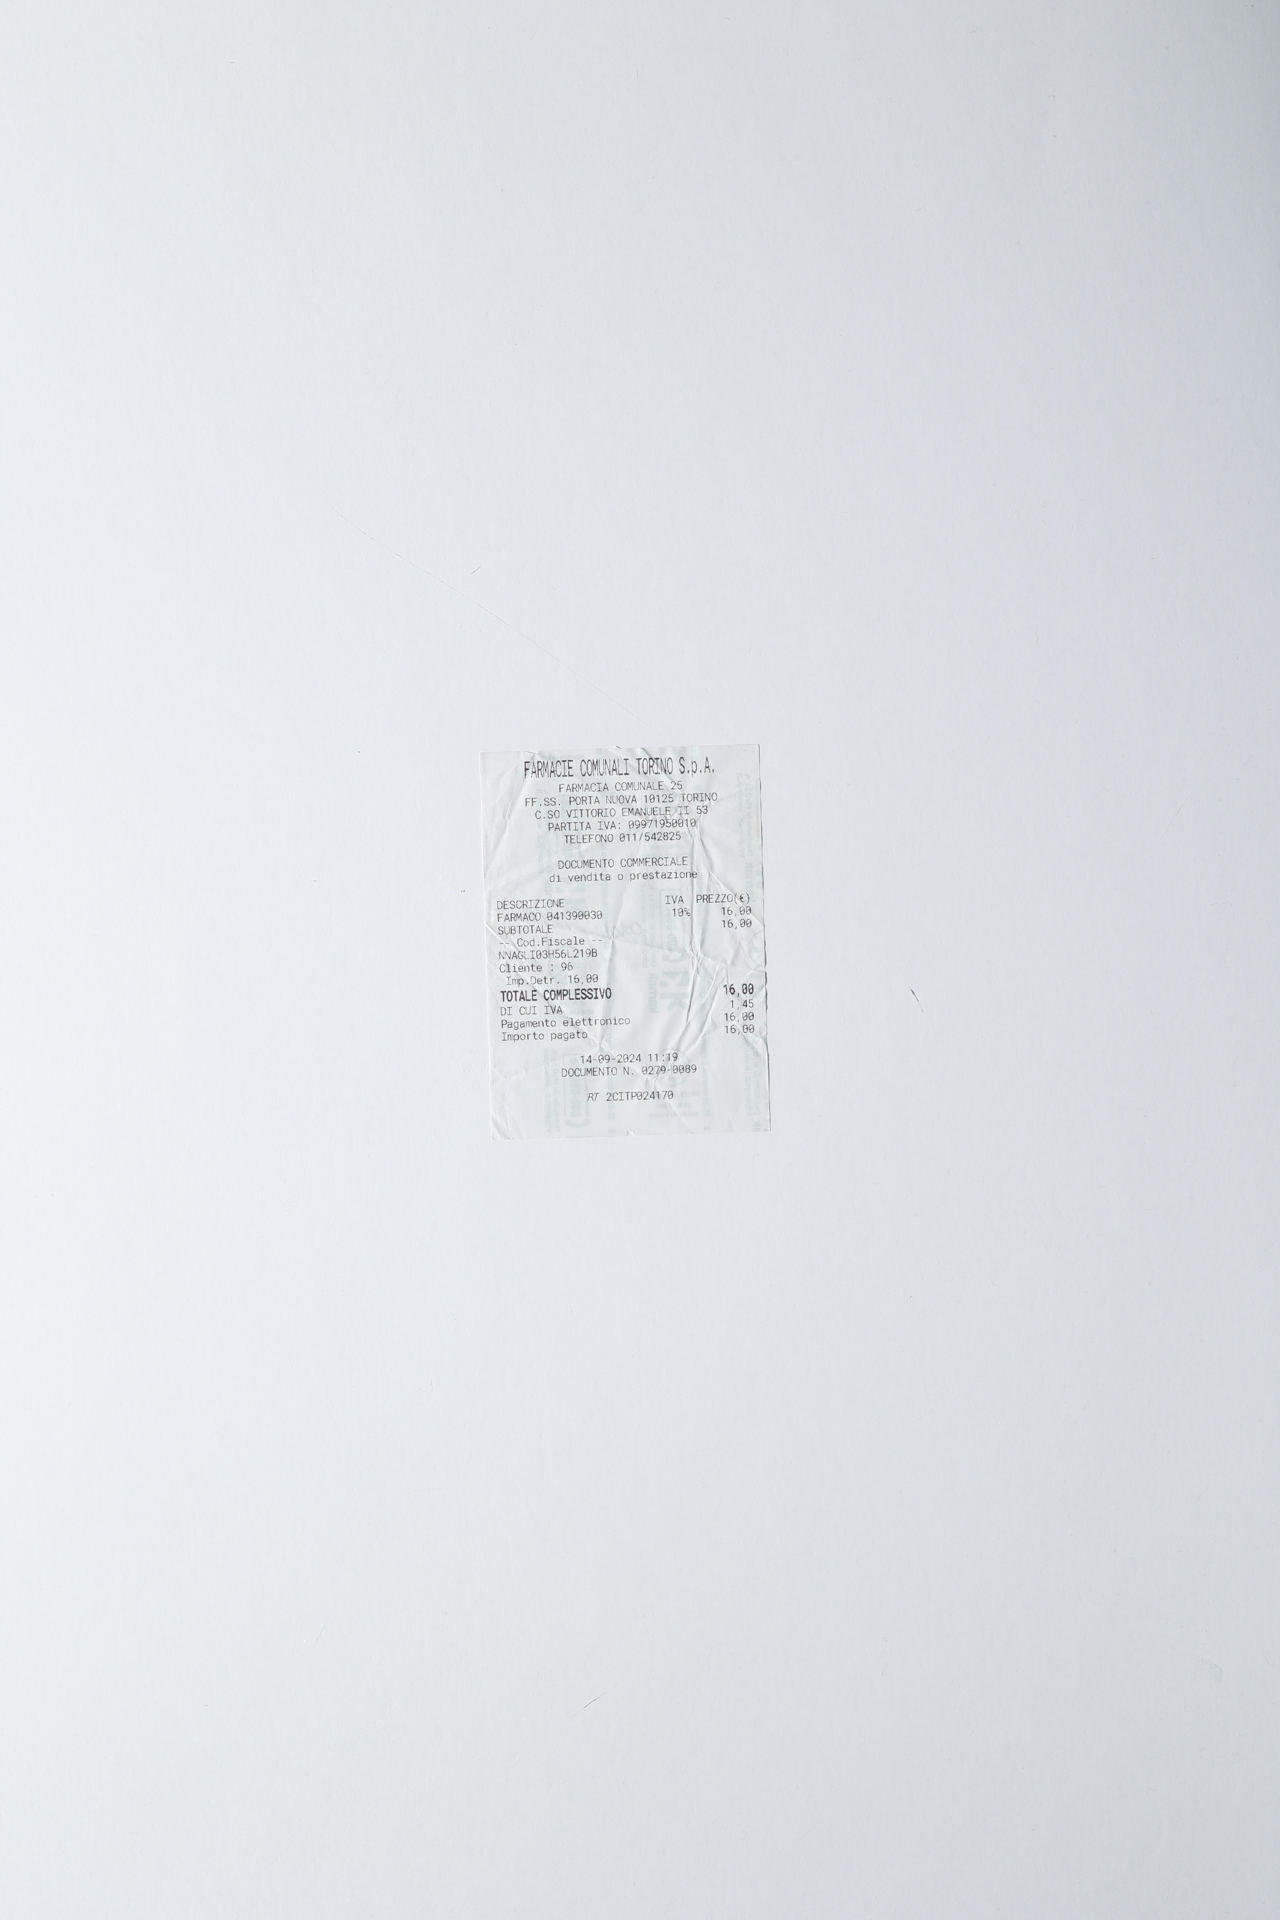 FARMACIE COMUNALI TORINO S.p.A.
FARMACIA COMUNALE 25
FF.SS. PORTA NUOVA 10125 TORINO
C.SO VITTORIO EMANUELE II 53
PARTITA IVA: 09971950010
TELEFONO 011/542825
DOCUMENTO COMMERCIALE
di vendita o prestazione
DESCRIZIONE IVA PREZZO(€)
FARMACO 041390030 10% 16,00
SUBTOTALE 16,00
-- Cod.Fiscale --
NNAGLI03H56L219B
Cliente : 96
Imp.Detr. 16,00
TOTALE COMPLESSIVO 16,00
DI CUI IVA 1,45
Pagamento elettronico 16,00
Importo pagato 16,00
14-09-2024 11:19
DOCUMENTO N. 0279-0089
RT 2CITP024170